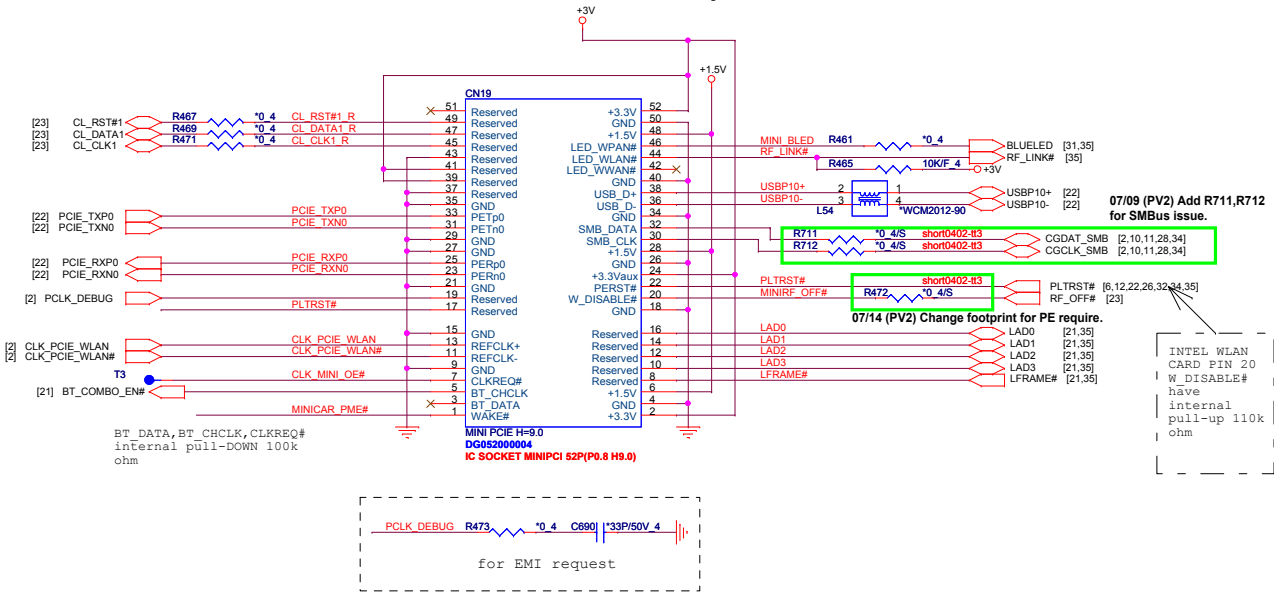 +3V
+1.5V
CN19
51 Reserved +3.3V 52
49 Reserved GND 50
47 Reserved +1.5V 48
45 Reserved LED_WPAN# 46
43 Reserved LED_WLAN# 44
41 Reserved LED_WWAN# 42
39 Reserved GND 40
37 Reserved USB_D+ 38
35 GND USB_D- 36
33 PETp0 GND 34
31 PETn0 SMB_DATA 32
29 GND SMB_CLK 30
27 GND +1.5V 28
25 PERp0 GND 26
23 PERn0 +3.3Vaux 24
21 GND PERST# 22
19 Reserved W_DISABLE# 20
17 Reserved GND 18
15 GND Reserved 16
13 REFCLK+ Reserved 14
11 REFCLK- Reserved 12
9 GND Reserved 10
7 CLKREQ# Reserved 8
5 BT_CHCLK +1.5V 6
3 BT_DATA GND 4
1 WAKE# +3.3V 2
MINI PCIE H=9.0
DG052000004
IC SOCKET MINIPCI 52P(P0.8 H9.0)
[23] CL_RST#1 R467 *0_4 CL_RST#1_R
[23] CL_DATA1 R469 *0_4 CL_DATA1_R
[23] CL_CLK1 R471 *0_4 CL_CLK1_R
[22] PCIE_TXP0 PCIE_TXP0
[22] PCIE_TXN0 PCIE_TXN0
[22] PCIE_RXP0 PCIE_RXP0
[22] PCIE_RXN0 PCIE_RXN0
[2] PCLK_DEBUG
PLTRST#
[2] CLK_PCIE_WLAN CLK_PCIE_WLAN
[2] CLK_PCIE_WLAN# CLK_PCIE_WLAN#
T3 CLK_MINI_OE#
[21] BT_COMBO_EN#
MINICAR_PME#
BT_DATA,BT_CHCLK,CLKREQ#
internal pull-DOWN 100k
ohm
MINI_BLED R461 *0_4 BLUELED [31,35]
RF_LINK# RF_LINK# [35]
R465 10K/F_4 +3V
USBP10+ 2 1 USBP10+ [22]
USBP10- 3 4 USBP10- [22]
L54 *WCM2012-90
07/09 (PV2) Add R711,R712
for SMBus issue.
R711 *0_4/S short0402-tt3 CGDAT_SMB [2,10,11,28,34]
R712 *0_4/S short0402-tt3 CGCLK_SMB [2,10,11,28,34]
PLTRST# short0402-tt3 PLTRST# [6,12,22,26,32,34,35]
MINIRF_OFF# R472 *0_4/S RF_OFF# [23]
07/14 (PV2) Change footprint for PE require.
LAD0 LAD0 [21,35]
LAD1 LAD1 [21,35]
LAD2 LAD2 [21,35]
LAD3 LAD3 [21,35]
LFRAME# LFRAME# [21,35]
INTEL WLAN
CARD PIN 20
W_DISABLE#
have
internal
pull-up 110k
ohm
PCLK_DEBUG R473 *0_4 C690 *33P/50V_4
for EMI request